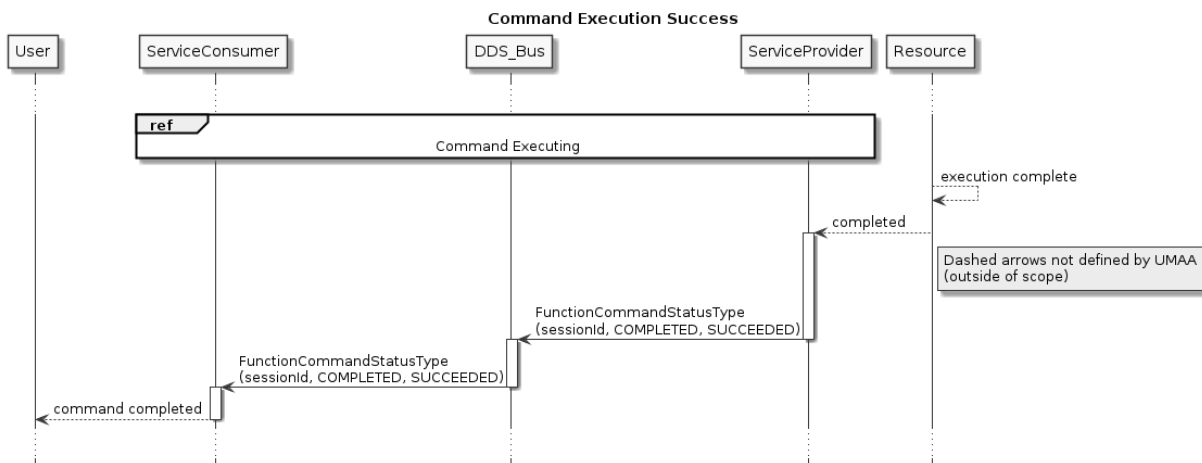 Command Execution Success
User
ServiceConsumer
DDS_Bus
ServiceProvider
Resource
ref
Command Executing
execution complete
completed
Dashed arrows not defined by UMAA
(outside of scope)
FunctionCommandStatusType
(sessionId, COMPLETED, SUCCEEDED)
FunctionCommandStatusType
(sessionId, COMPLETED, SUCCEEDED)
command completed